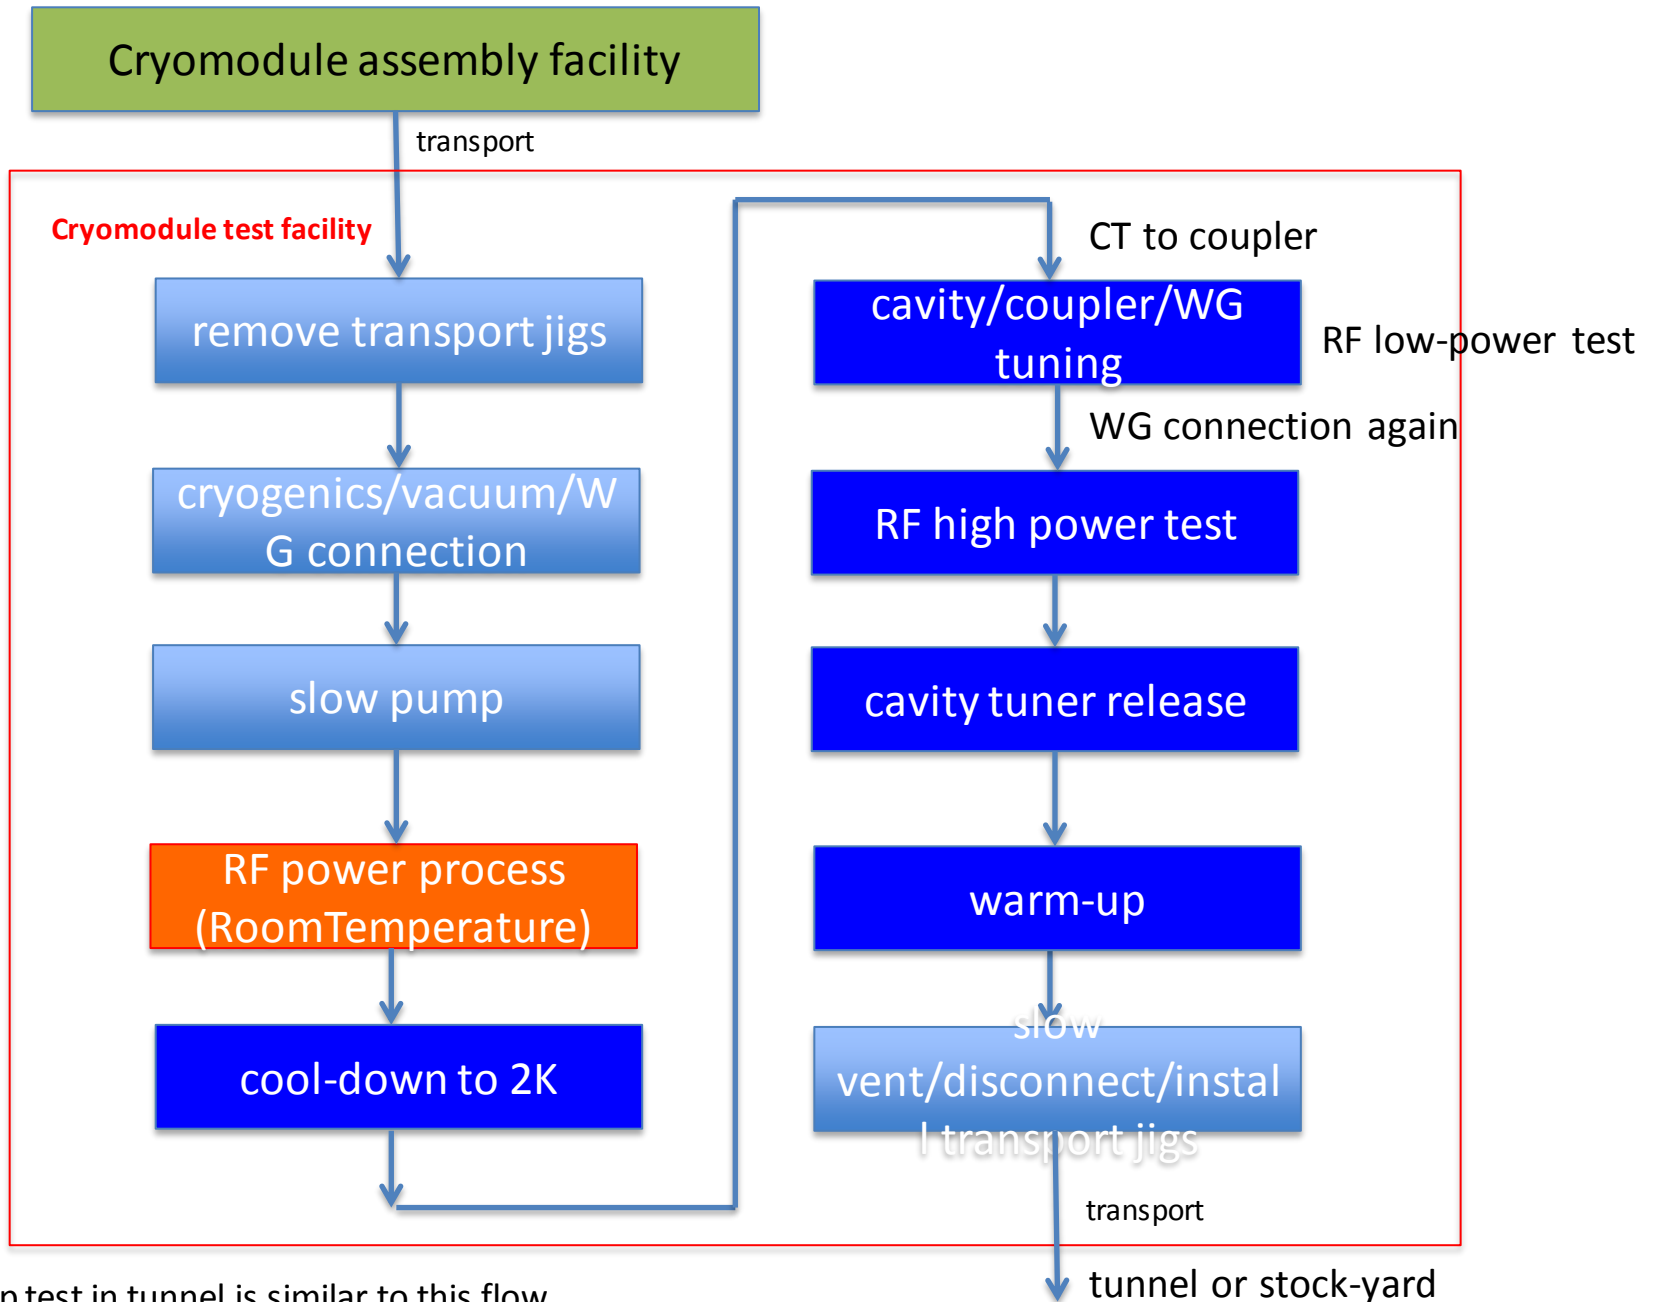 Cryomodule assembly facility
transport
Cryomodule test facility
remove transport jigs
cryogenics/vacuum/W
G connection
slow pump
RF power process
(RoomTemperature)
cool-down to 2K
CT to coupler
cavity/coupler/WG
tuning
RF low-power test
WG connection again
RF high power test
cavity tuner release
warm-up
slow
vent/disconnect/instal
l transport jigs
transport
tunnel or stock-yard
test in tunnel is similar to this flow